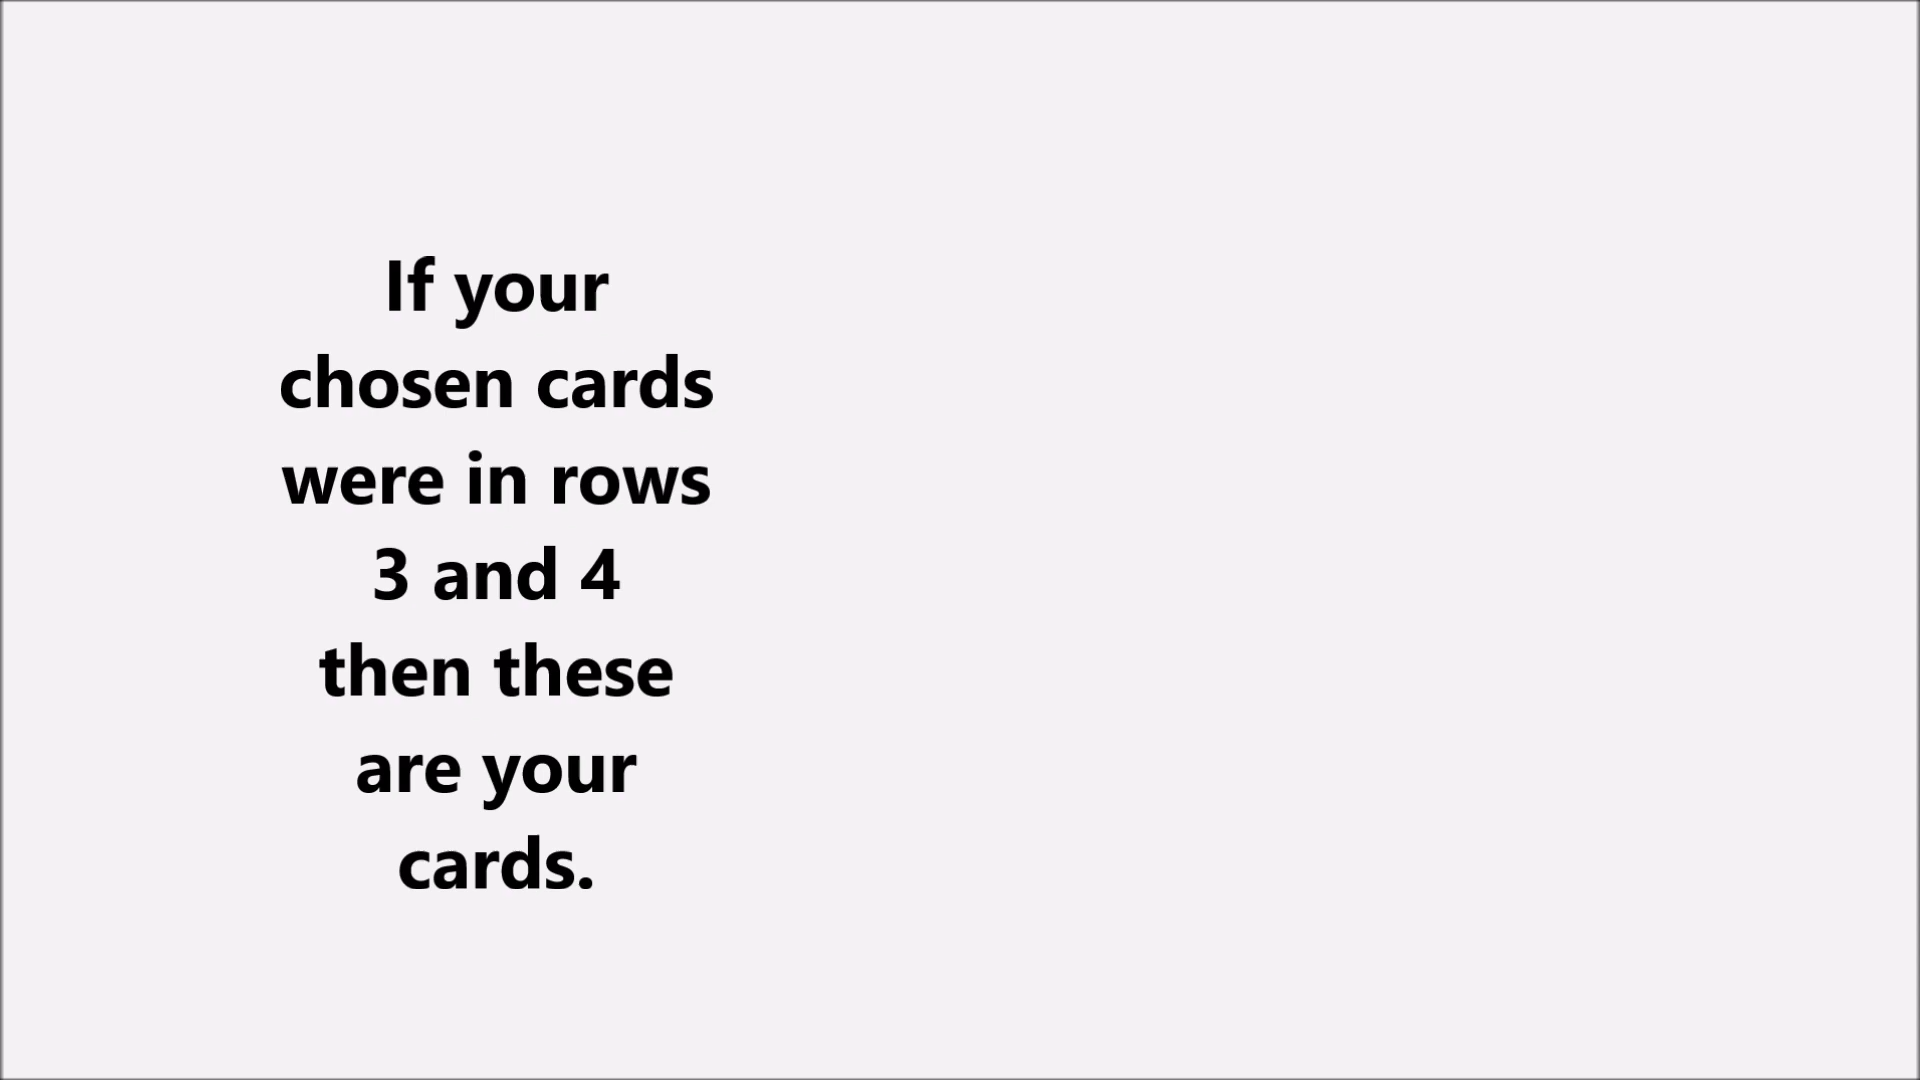 If your
chosen cards
were in rows
3 and 4
then these
are your
cards.